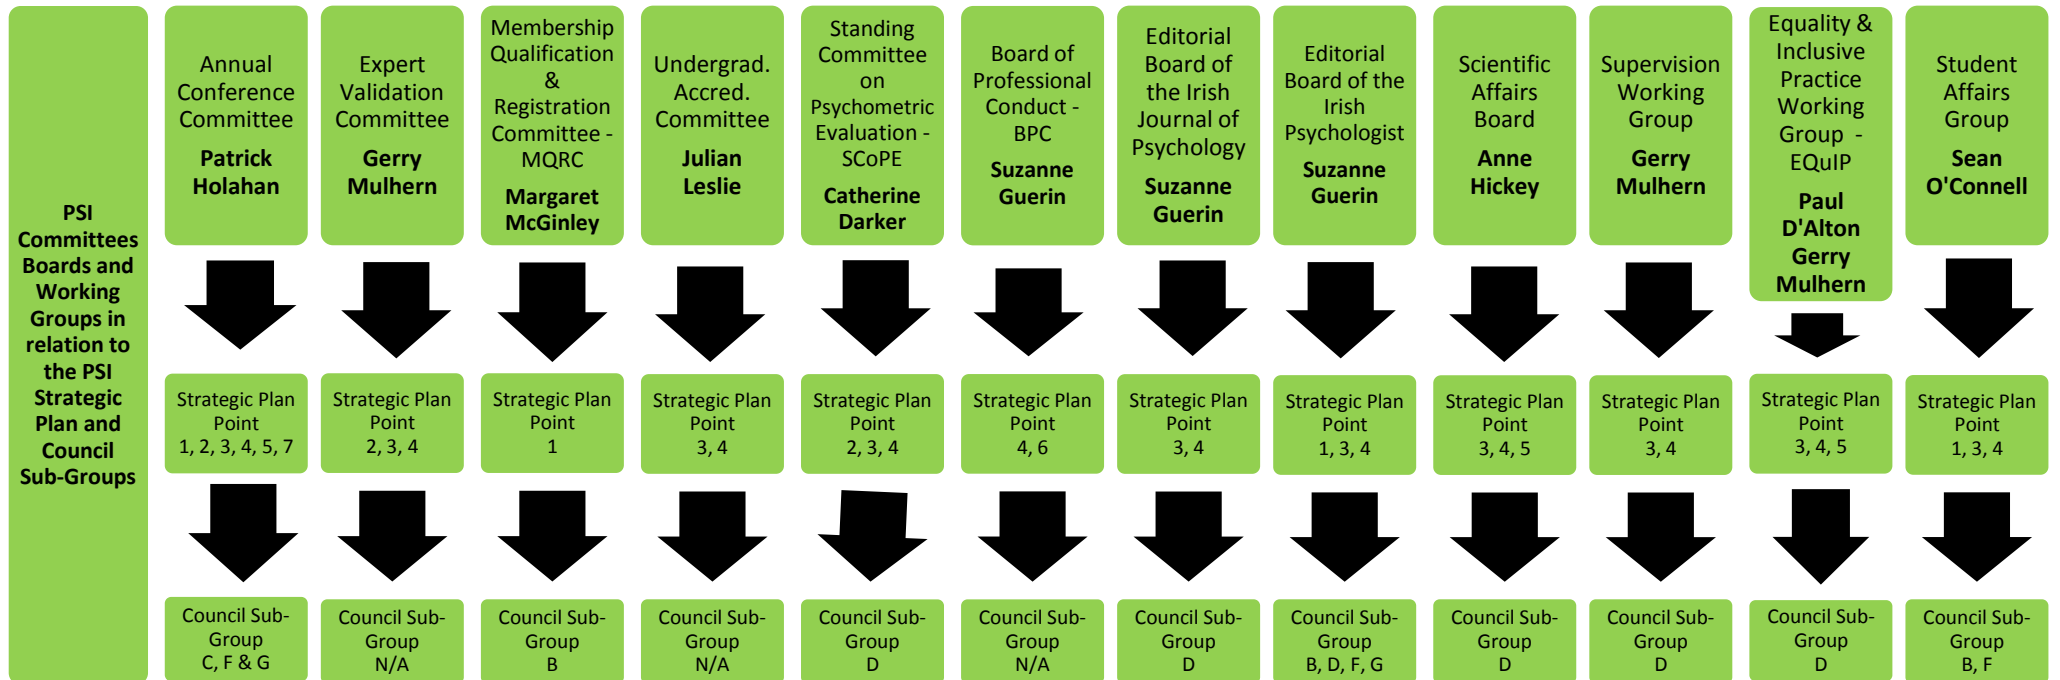 PSI
Committees
Boards and
Working
Groups in
relation to
the PSI
Strategic
Plan and
Council
Sub-Groups
Annual
Conference
Committee
Patrick
Holahan
Strategic Plan
Point
1, 2, 3, 4, 5, 7
Council Sub-
Group
C, F & G
Expert
Validation
Committee
Gerry
Mulhern
Strategic Plan
Point
2, 3, 4
Council Sub-
Group
N/A
Membership
Qualification
&
Registration
Committee -
MQRC
Margaret
McGinley
Strategic Plan
Point
1
Council Sub-
Group
B
Undergrad.
Accred.
Committee
Julian
Leslie
Strategic Plan
Point
3, 4
Council Sub-
Group
N/A
Standing
Committee
on
Psychometric
Evaluation -
SCoPE
Catherine
Darker
Strategic Plan
Point
2, 3, 4
Council Sub-
Group
D
Board of
Professional
Conduct -
BPC
Suzanne
Guerin
Strategic Plan
Point
4, 6
Council Sub-
Group
N/A
Editorial
Board of
the Irish
Journal of
Psychology
Suzanne
Guerin
Strategic Plan
Point
3, 4
Council Sub-
Group
D
Editorial
Board of the
Irish
Psychologist
Suzanne
Guerin
Strategic Plan
Point
1, 3, 4
Council Sub-
Group
B, D, F, G
Scientific
Affairs
Board
Anne
Hickey
Strategic Plan
Point
3, 4, 5
Council Sub-
Group
D
Supervision
Working
Group
Gerry
Mulhern
Strategic Plan
Point
3, 4
Council Sub-
Group
D
Equality &
Inclusive
Practice
Working
Group -
EQuIP
Paul
D'Alton
Gerry
Mulhern
Strategic Plan
Point
3, 4, 5
Council Sub-
Group
D
Student
Affairs
Group
Sean
O'Connell
Strategic Plan
Point
1, 3, 4
Council Sub-
Group
B, F